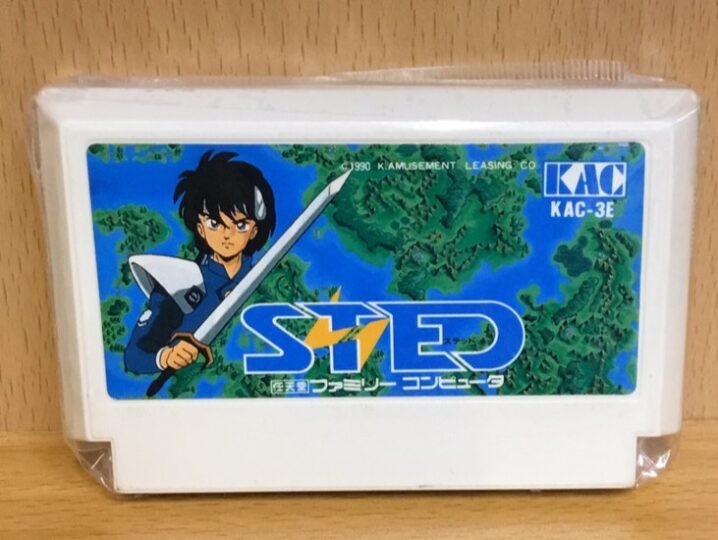 ©1990 K.AMUSEMENT LEASING CO
KAC
KAC-3E
STED
ステッド
任天堂 ファミリー コンピュータ